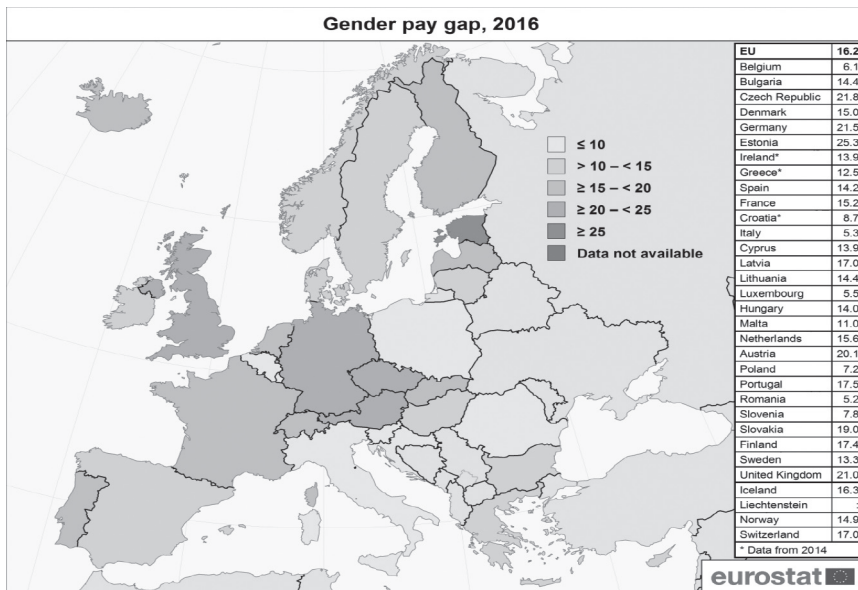 Gender pay gap, 2016
≤ 10
> 10 – < 15
≥ 15 – < 20
≥ 20 – < 25
≥ 25
Data not available
EU 16.2
Belgium 6.1
Bulgaria 14.4
Czech Republic 21.8
Denmark 15.0
Germany 21.5
Estonia 25.3
Ireland* 13.9
Greece* 12.5
Spain 14.2
France 15.2
Croatia* 8.7
Italy 5.3
Cyprus 13.9
Latvia 17.0
Lithuania 14.4
Luxembourg 5.5
Hungary 14.0
Malta 11.0
Netherlands 15.6
Austria 20.1
Poland 7.2
Portugal 17.5
Romania 5.2
Slovenia 7.8
Slovakia 19.0
Finland 17.4
Sweden 13.3
United Kingdom 21.0
Iceland 16.3
Liechtenstein :
Norway 14.9
Switzerland 17.0
* Data from 2014
eurostat